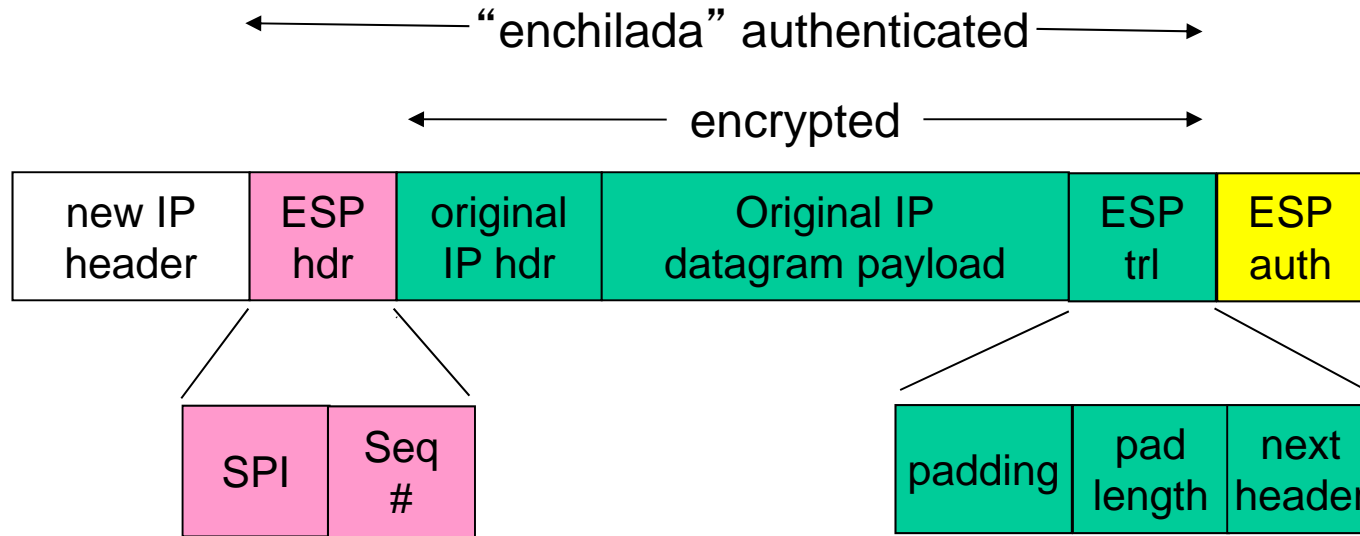 “enchilada” authenticated
encrypted
new IP
header
ESP
hdr
original
IP hdr
Original IP
datagram payload
ESP
trl
ESP
auth
SPI
Seq
#
padding
pad
length
next
header